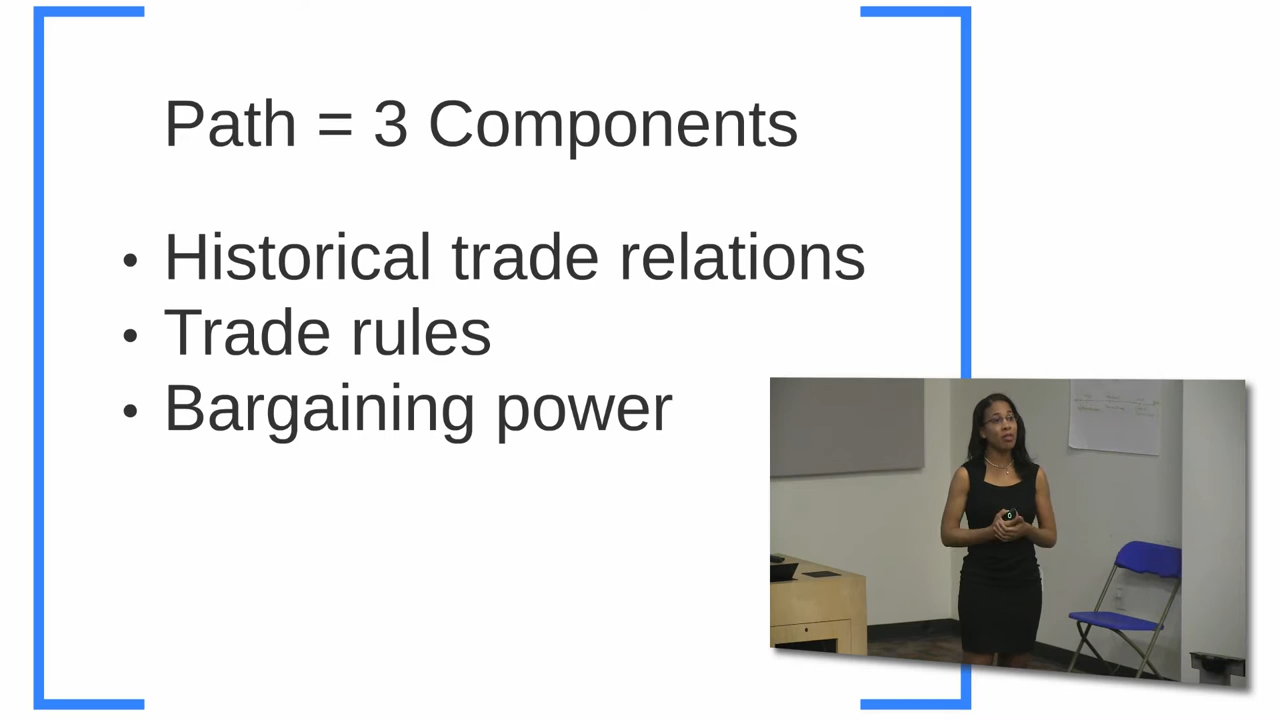 Path = 3 Components
• Historical trade relations
• Trade rules
• Bargaining power